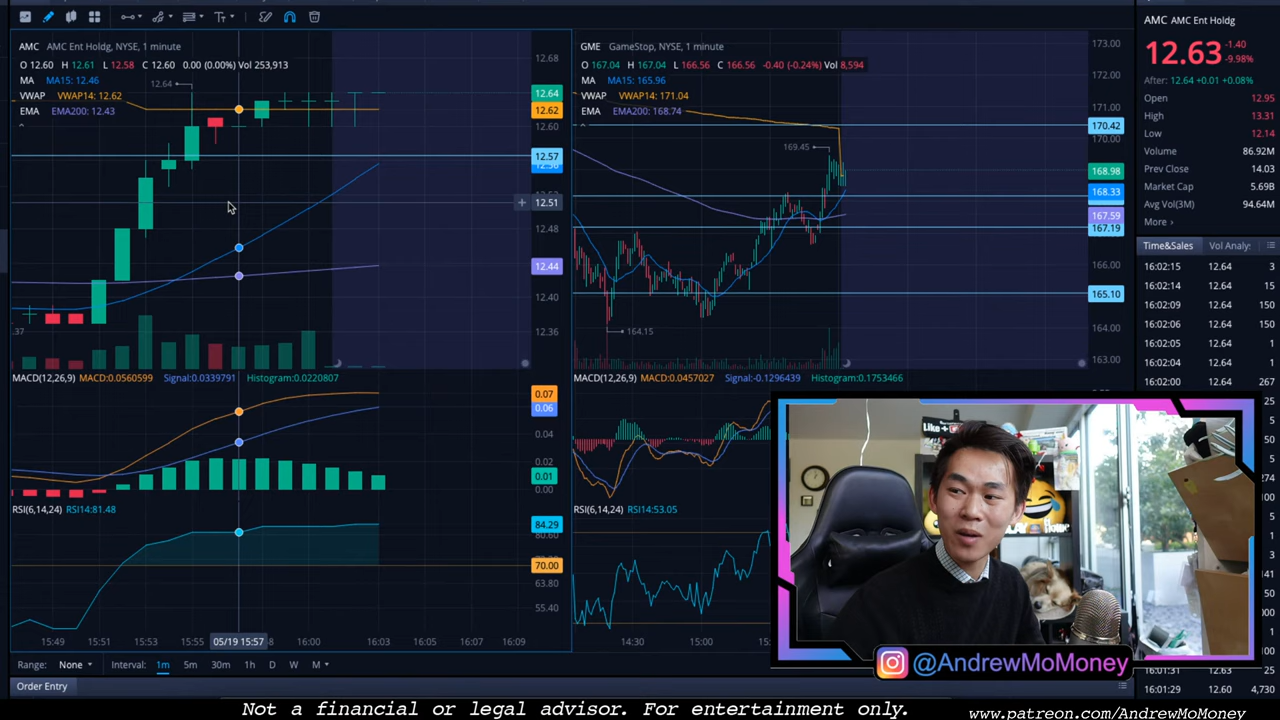 AMC AMC Ent Holdg, NYSE, 1 minute
O 12.60 H 12.61 L 12.58 C 12.60 0.00 (0.00%) Vol 253,913
MA MA15: 12.46
VWAP VWAP14: 12.62
EMA EMA200: 12.43
12.64
12.68
12.64
12.62
12.60
12.57
12.51
12.48
12.44
12.40
12.36
MACD(12,26,9) MACD:0.0560599 Signal:0.0339791 Histogram:0.0220807
0.07
0.06
0.04
0.02
0.01
0.00
RSI(6,14,24) RSI14:81.48
84.29
80.60
70.00
63.80
55.40
15:49 15:51 15:53 15:55 05/19 15:57 16:00 16:03 16:05 16:07 16:09
GME GameStop, NYSE, 1 minute
O 167.04 H 167.04 L 166.56 C 166.56 -0.40 (-0.24%) Vol 8,594
MA MA15: 165.96
VWAP VWAP14: 171.04
EMA EMA200: 168.74
169.45
164.15
173.00
172.00
171.00
170.42
168.98
168.33
167.59
167.19
166.00
165.10
164.00
163.00
MACD(12,26,9) MACD:0.0457027 Signal:-0.1296439 Histogram:0.1753466
RSI(6,14,24) RSI14:53.05
14:30 15:00
AMC AMC Ent Holdg
12.63 -1.40
-9.98%
After: 12.64 +0.01 +0.08%
Open 12.95
High 13.31
Low 12.14
Volume 86.92M
Prev Close 14.03
Market Cap 5.69B
Avg Vol(3M) 94.64M
More >
Time&Sales Vol Analy:
16:02:15 12.64 3
16:02:14 12.64 15
16:02:09 12.64 150
16:02:06 12.64 150
16:02:05 12.64 1
16:02:04 12.64 1
16:02:00 12.64 267
16:01:31 12.64
16:01:29 12.60 4,730
Like +
@AndrewMoMoney
Range: None Interval: 1m 5m 30m 1h D W M
Order Entry
Not a financial or legal advisor. For entertainment only.
www.patreon.com/AndrewMoMoney